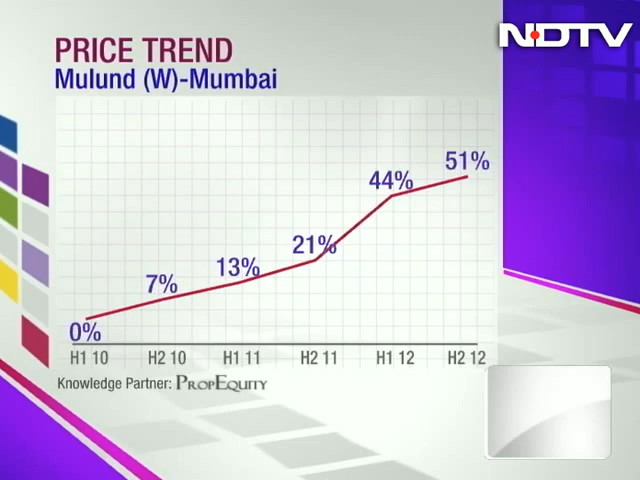 NDTV
PRICE TREND
Mulund (W)-Mumbai
51%
44%
21%
13%
7%
0%
H1 10 H2 10 H1 11 H2 11 H1 12 H2 12
Knowledge Partner: PROPEQUITY